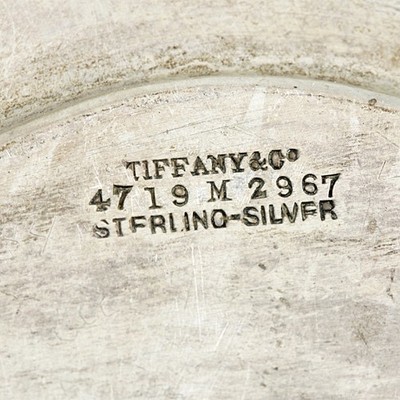 TIFFANY&Co
4719 M 2967
STERLING-SILVER